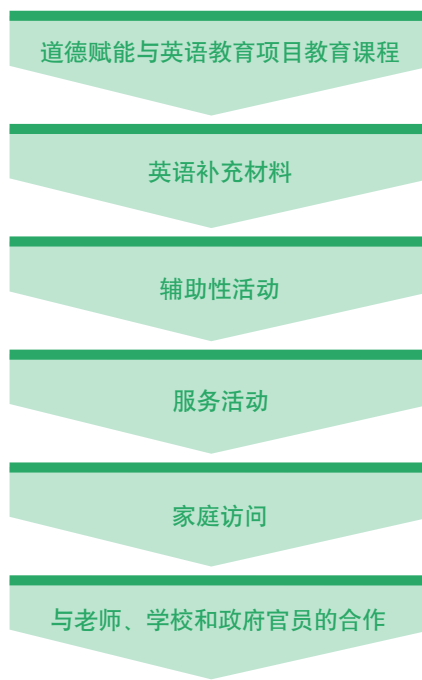 道德赋能与英语教育项目教育课程
英语补充材料
辅助性活动
服务活动
家庭访问
与老师、学校和政府官员的合作